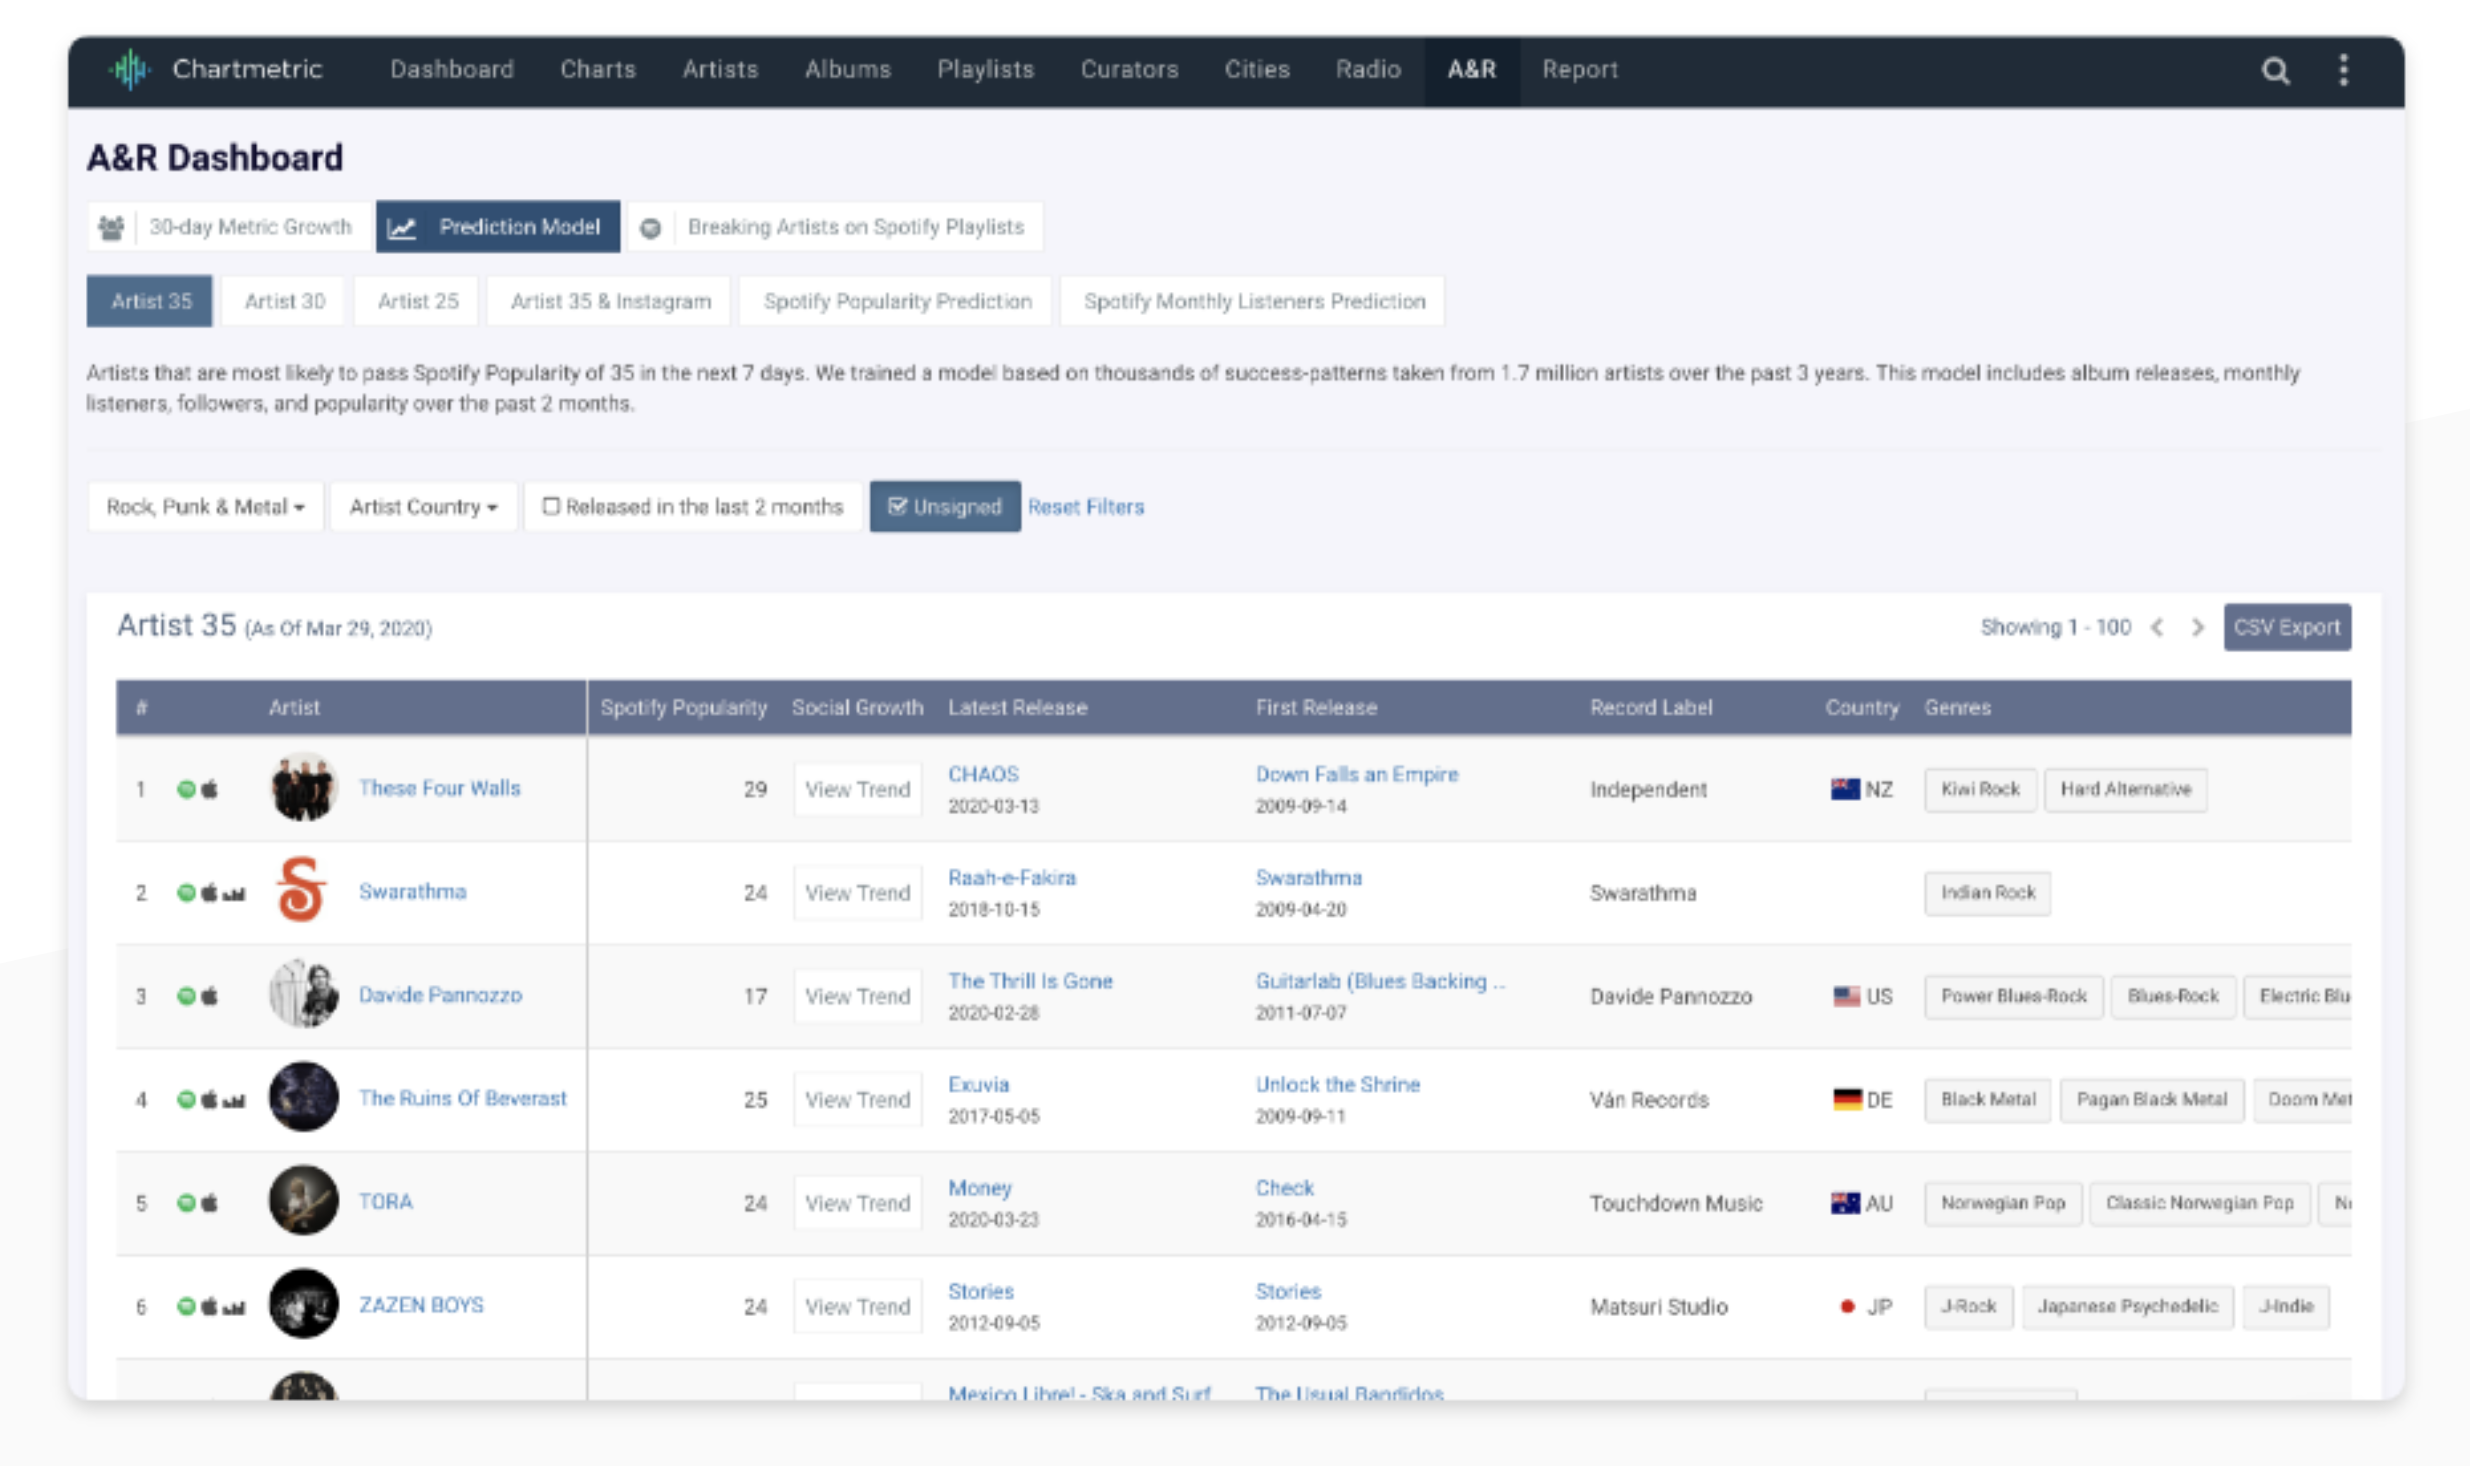 Chartmetric Dashboard Charts Artists Albums Playlists Curators Cities Radio A&R Report
A&R Dashboard
30-day Metric Growth Prediction Model Breaking Artists on Spotify Playlists
Artist 35 Artist 30 Artist 25 Artist 35 & Instagram Spotify Popularity Prediction Spotify Monthly Listeners Prediction
Artists that are most likely to pass Spotify Popularity of 35 in the next 7 days. We trained a model based on thousands of success-patterns taken from 1.7 million artists over the past 3 years. This model includes album releases, monthly
listeners, followers, and popularity over the past 2 months.
Rock, Punk & Metal Artist Country Released in the last 2 months Unsigned Reset Filters
Artist 35 (As Of Mar 29, 2020) Showing 1 - 100 CSV Export
# Artist Spotify Popularity Social Growth Latest Release First Release Record Label Country Genres
1 These Four Walls 29 View Trend CHAOS Down Falls an Empire Independent NZ Kiwi Rock Hard Alternative
2020-03-13 2009-09-14
2 Swarathma 24 View Trend Raah-e-Fakira Swarathma Swarathma Indian Rock
2018-10-15 2009-04-20
3 Davide Pannozzo 17 View Trend The Thrill Is Gone Guitarlab (Blues Backing .. Davide Pannozzo US Power Blues-Rock Blues-Rock Electric Blu
2020-02-28 2011-07-07
4 The Ruins Of Beverast 25 View Trend Exuvia Unlock the Shrine Ván Records DE Black Metal Pagan Black Metal Doom Met
2017-05-05 2009-09-11
5 TORA 24 View Trend Money Check Touchdown Music AU Norwegian Pop Classic Norwegian Pop
2020-03-23 2016-04-15
6 ZAZEN BOYS 24 View Trend Stories Stories Matsuri Studio JP J-Rock Japanese Psychedelic J-Indie
2012-09-05 2012-09-05
Mexico Libre! - Ska and Surf The Usual Bandidos